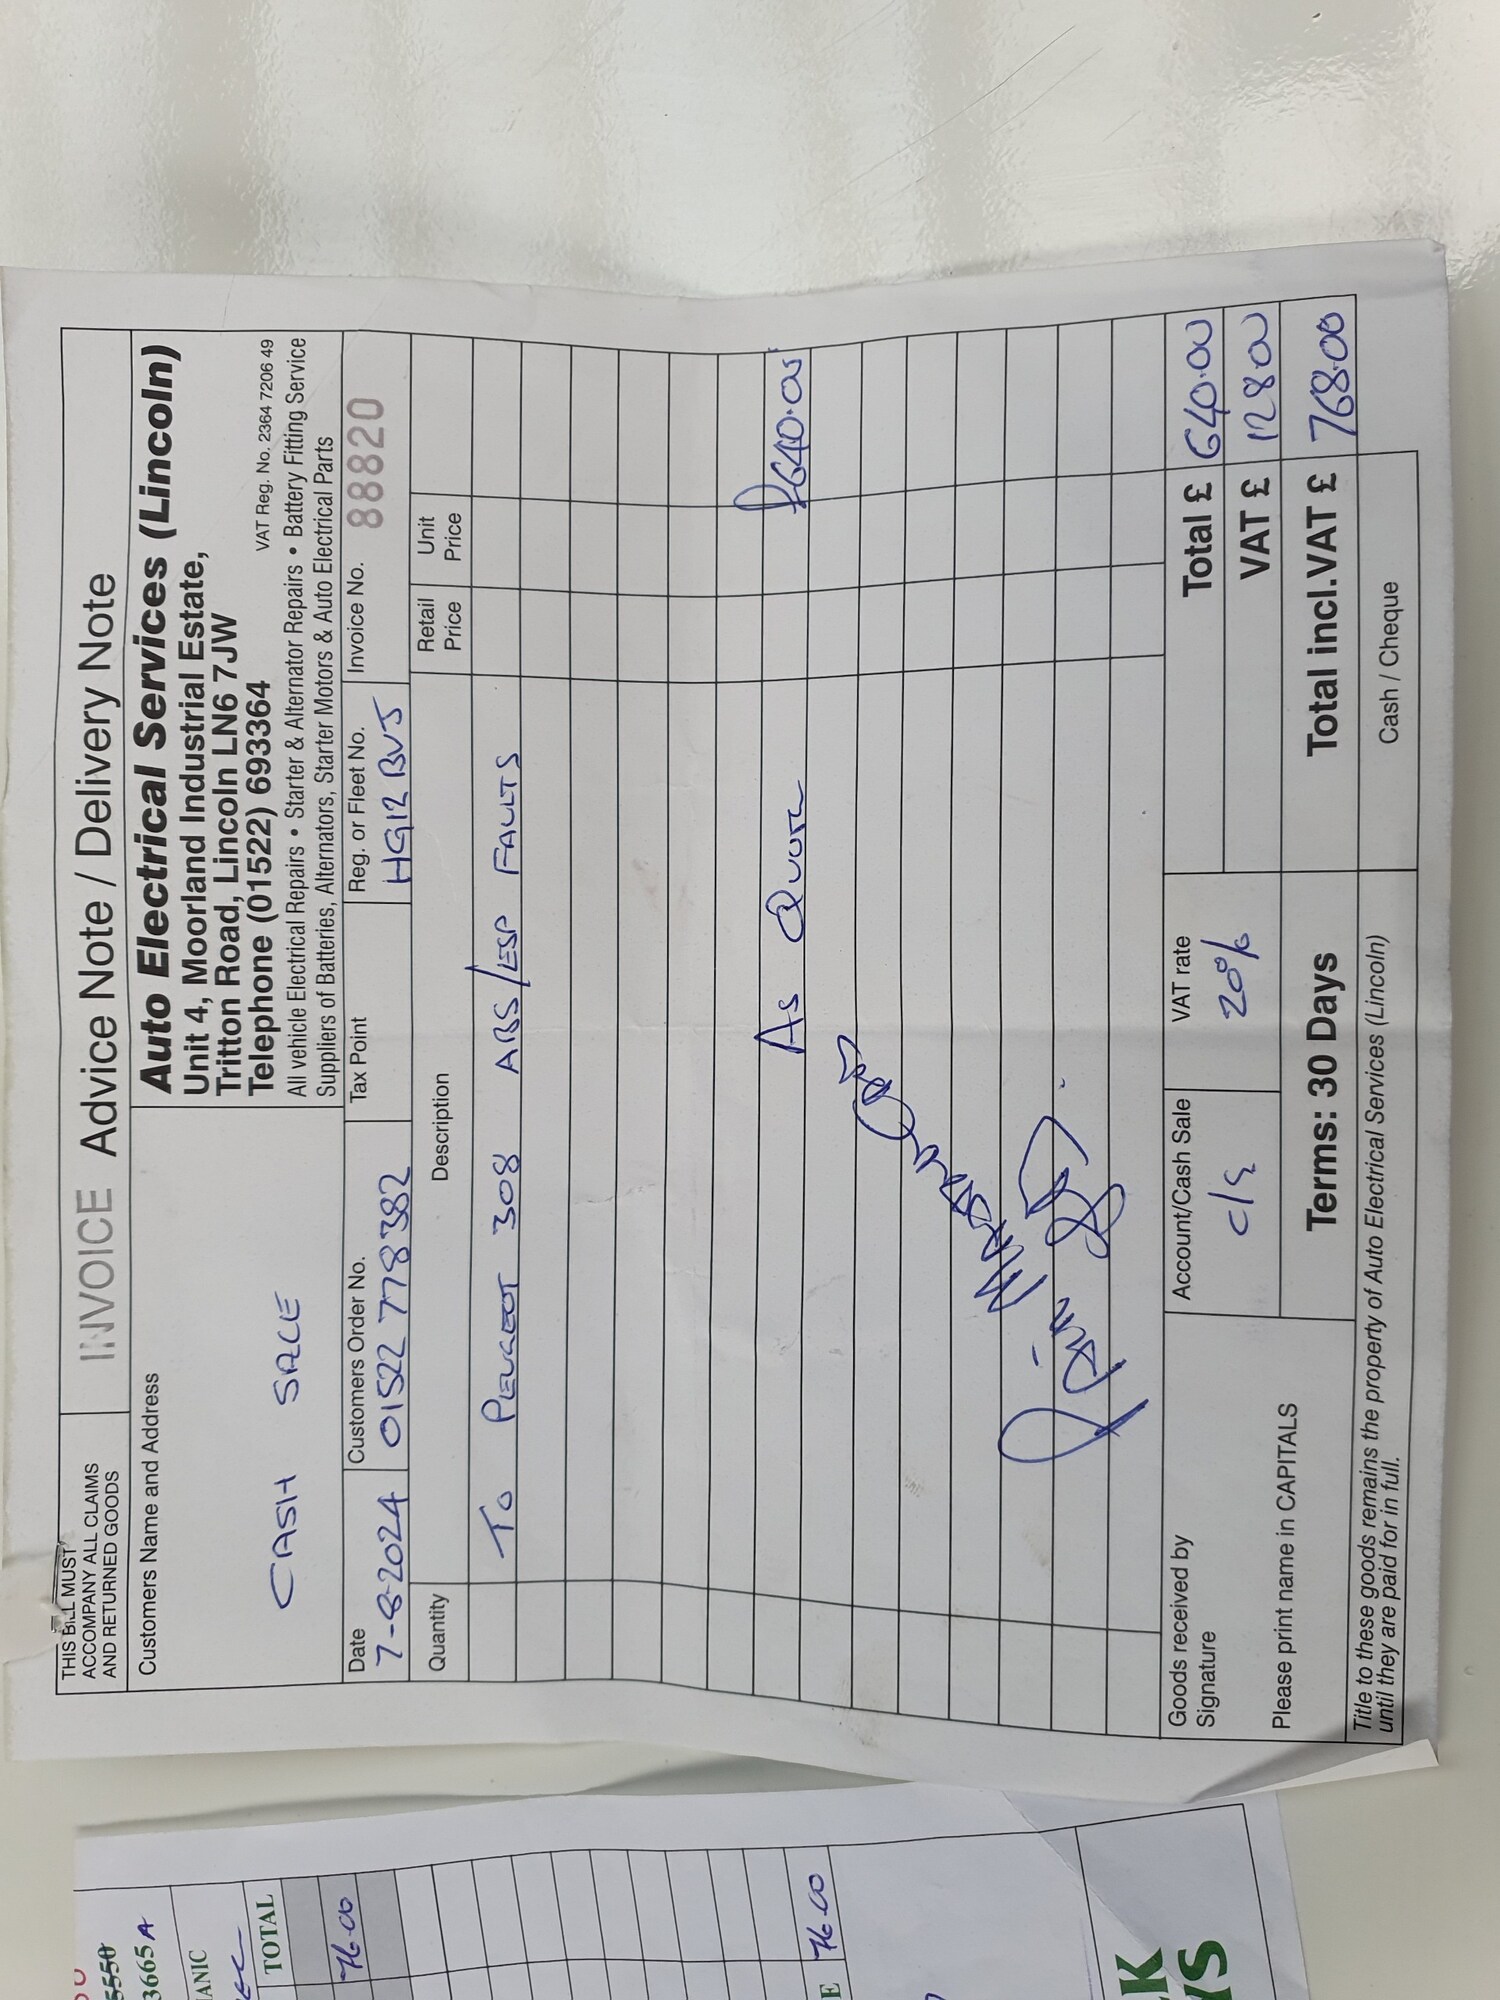 THIS BILL MUST
ACCOMPANY ALL CLAIMS
AND RETURNED GOODS
INVOICE Advice Note / Delivery Note
Customers Name and Address
CASH SALE
Auto Electrical Services (Lincoln)
Unit 4, Moorland Industrial Estate,
Tritton Road, Lincoln LN6 7JW
Telephone (01522) 693364
VAT Reg. No. 2364 7206 49
All vehicle Electrical Repairs • Starter & Alternator Repairs • Battery Fitting Service
Suppliers of Batteries, Alternators, Starter Motors & Auto Electrical Parts
Date Customers Order No. Tax Point Reg. or Fleet No. Invoice No. 88820
7-8-2024 01522 778382 HG12 BVJ
Quantity Description Retail Price Unit Price
TO PEUGEOT 308 ABS/ESP FAULTS
AS QUOTE £640.00
Goods received by
Signature
Please print name in CAPITALS
Account/Cash Sale
c/s
VAT rate
20%
Total £ 640.00
VAT £ 128.00
Terms: 30 Days
Total incl.VAT £ 768.00
Title to these goods remains the property of Auto Electrical Services (Lincoln)
until they are paid for in full.
Cash / Cheque
5550
3665A
ANIC
TOTAL
76.00
E 76.00
K
YS